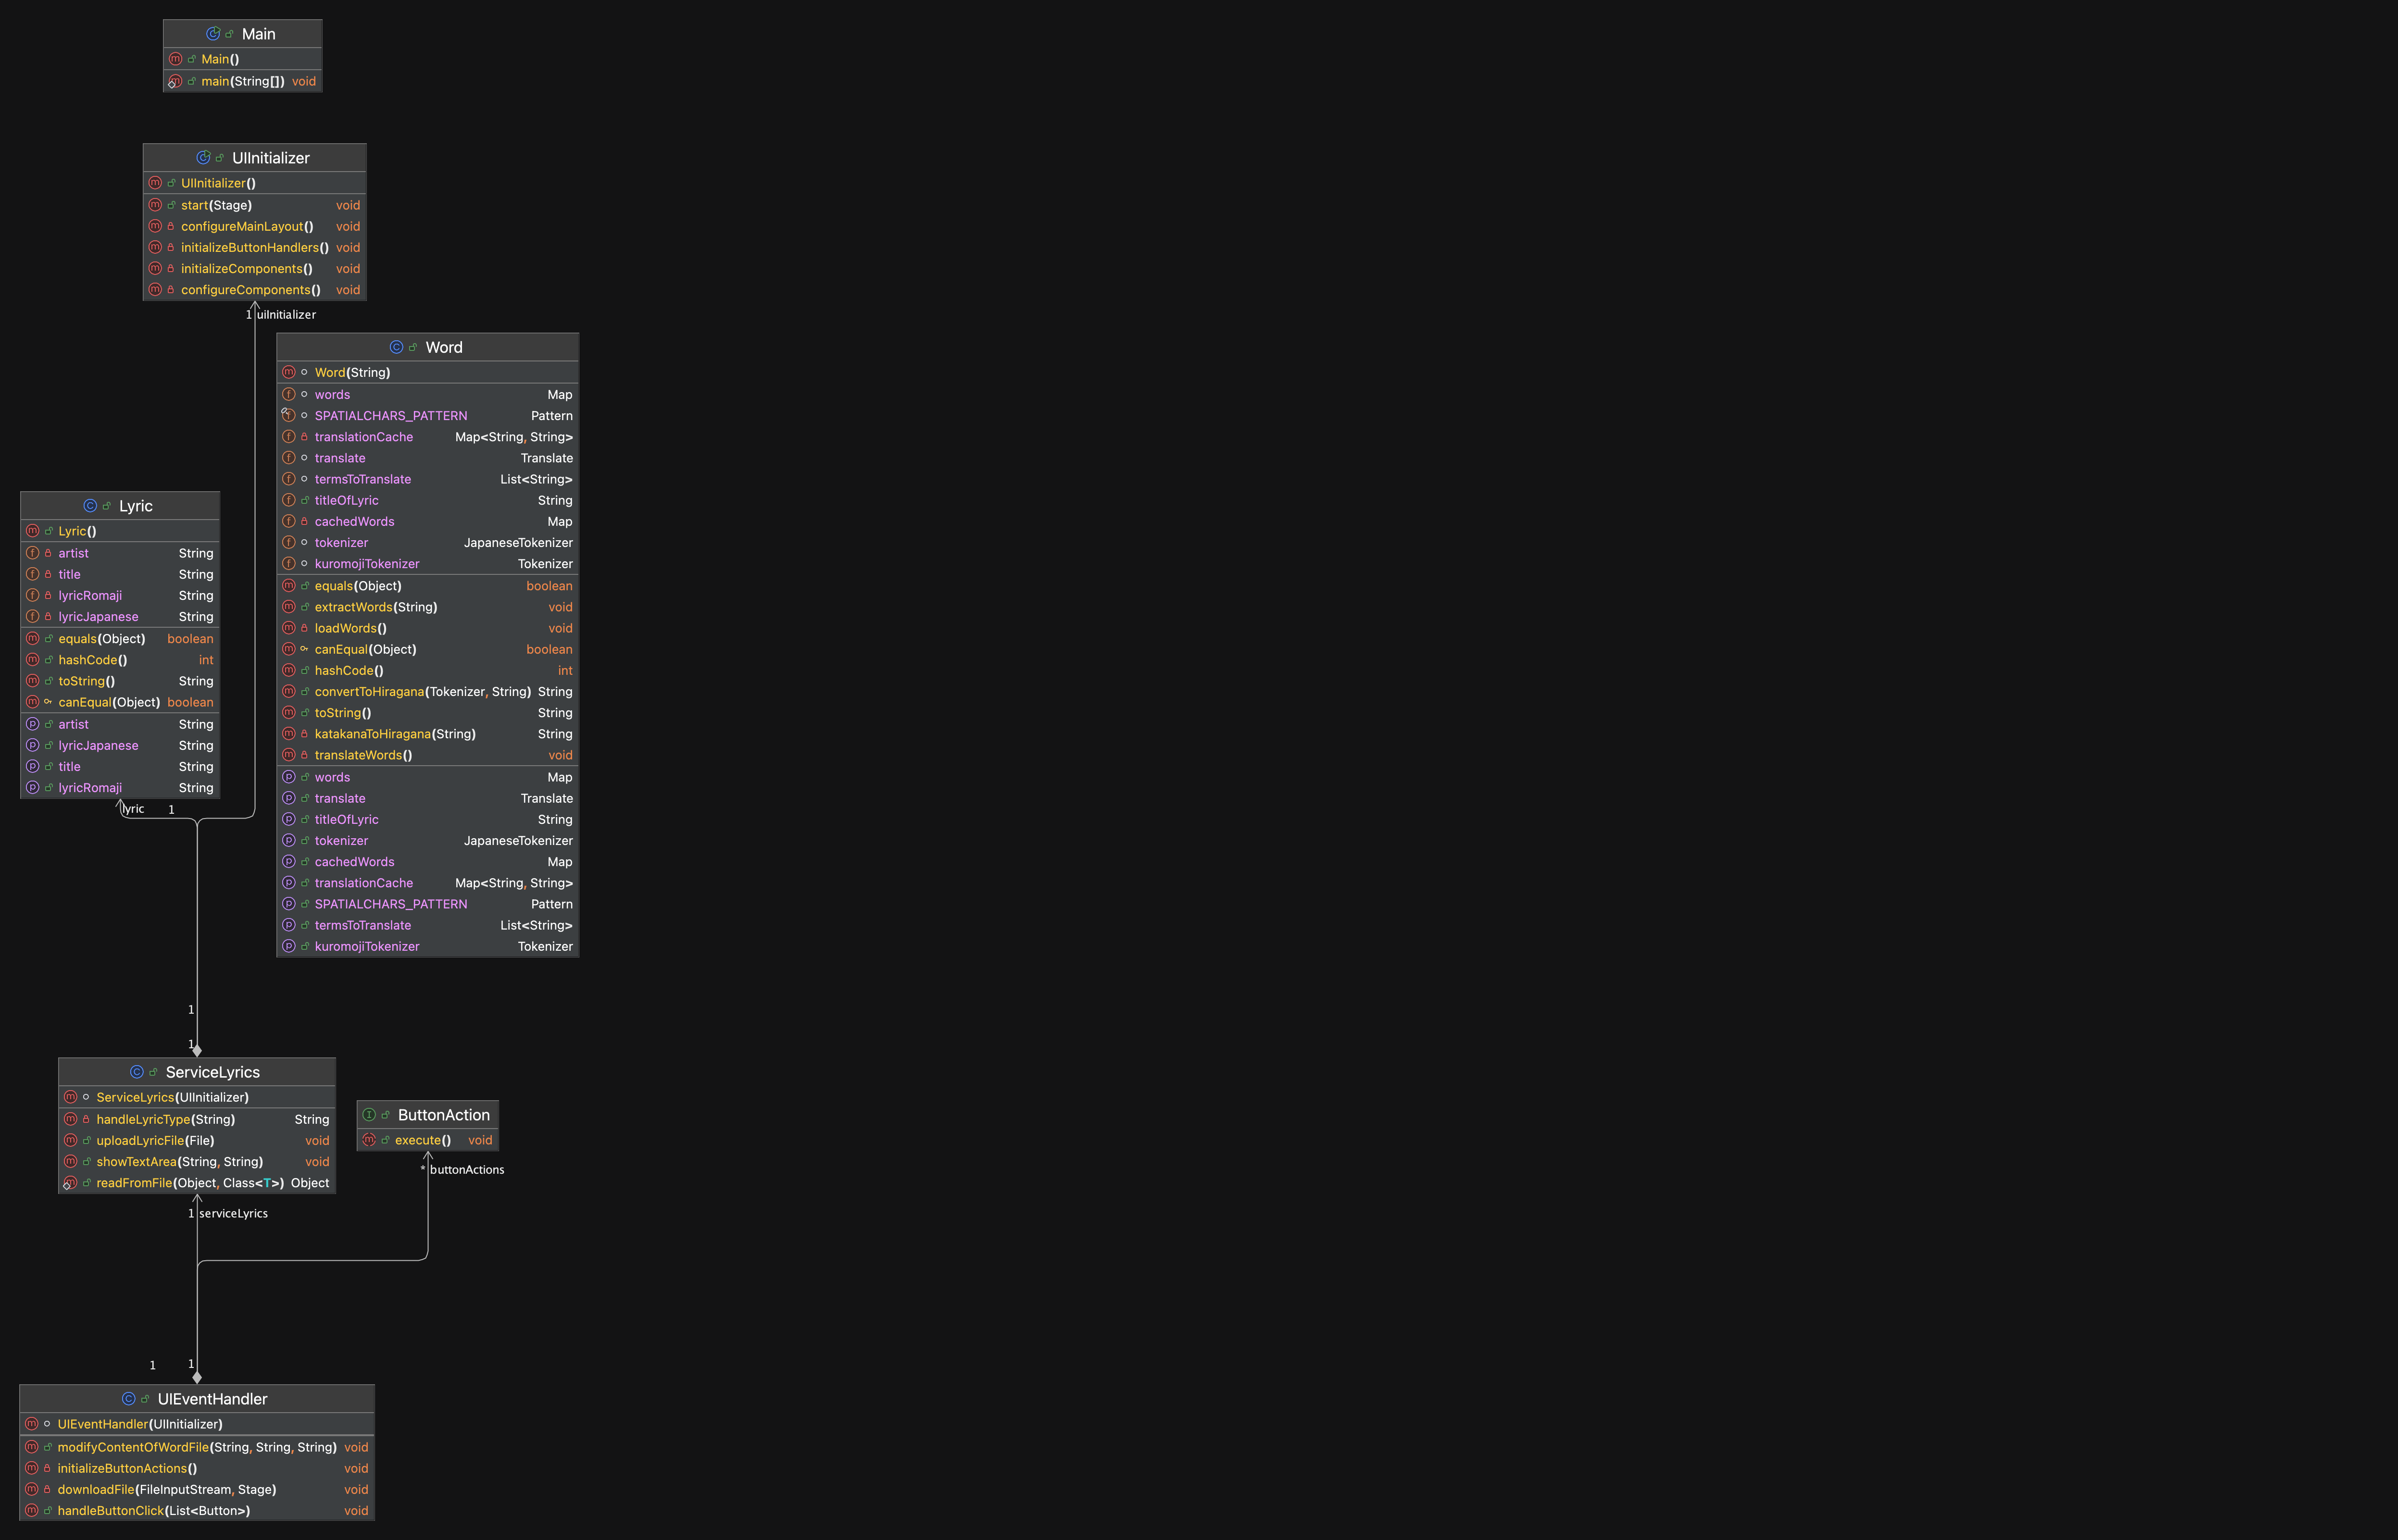 Main
Main()
main(String[]) void
UIInitializer
UIInitializer()
start(Stage) void
configureMainLayout() void
initializeButtonHandlers() void
initializeComponents() void
configureComponents() void
1 uiInitializer
Word
Word(String)
words Map
SPATIALCHARS_PATTERN Pattern
translationCache Map<String, String>
translate Translate
termsToTranslate List<String>
titleOfLyric String
cachedWords Map
tokenizer JapaneseTokenizer
kuromojiTokenizer Tokenizer
equals(Object) boolean
extractWords(String) void
loadWords() void
canEqual(Object) boolean
hashCode() int
convertToHiragana(Tokenizer, String) String
toString() String
katakanaToHiragana(String) String
translateWords() void
words Map
translate Translate
titleOfLyric String
tokenizer JapaneseTokenizer
cachedWords Map
translationCache Map<String, String>
SPATIALCHARS_PATTERN Pattern
termsToTranslate List<String>
kuromojiTokenizer Tokenizer
Lyric
Lyric()
artist String
title String
lyricRomaji String
lyricJapanese String
equals(Object) boolean
hashCode() int
toString() String
canEqual(Object) boolean
artist String
lyricJapanese String
title String
lyricRomaji String
lyric 1
1
1
ServiceLyrics
ServiceLyrics(UIInitializer)
handleLyricType(String) String
uploadLyricFile(File) void
showTextArea(String, String) void
readFromFile(Object, Class<T>) Object
1 serviceLyrics
ButtonAction
execute() void
* buttonActions
1 1
UIEventHandler
UIEventHandler(UIInitializer)
modifyContentOfWordFile(String, String, String) void
initializeButtonActions() void
downloadFile(FileInputStream, Stage) void
handleButtonClick(List<Button>) void